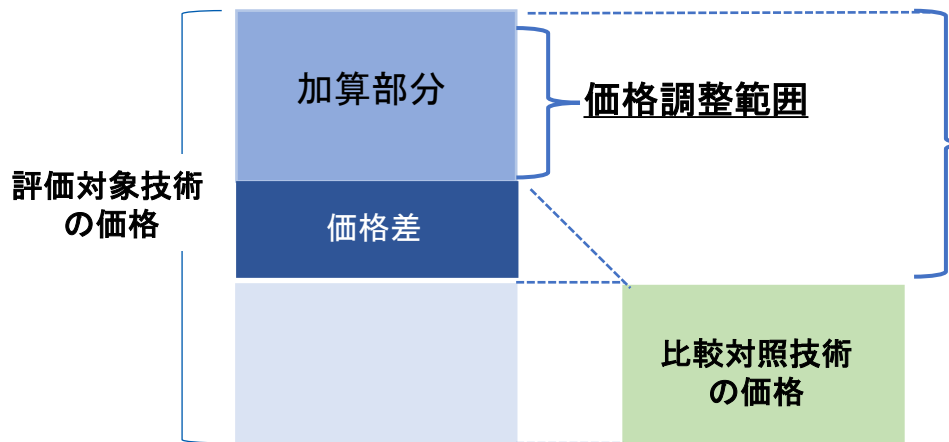 加算部分
価格調整範囲
評価対象技術
の価格
価格差
比較対照技術
の価格